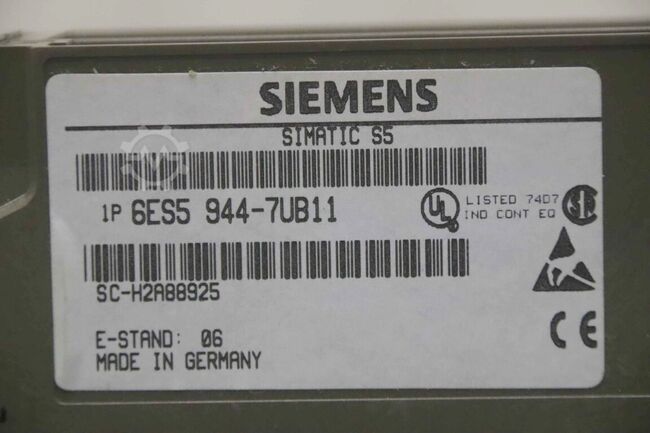 SIEMENS
SIMATIC S5
1P 6ES5 944-7UB11
UL LISTED 74D7
IND CONT EQ
SC-H2A88925
E-STAND: 06
MADE IN GERMANY
CE